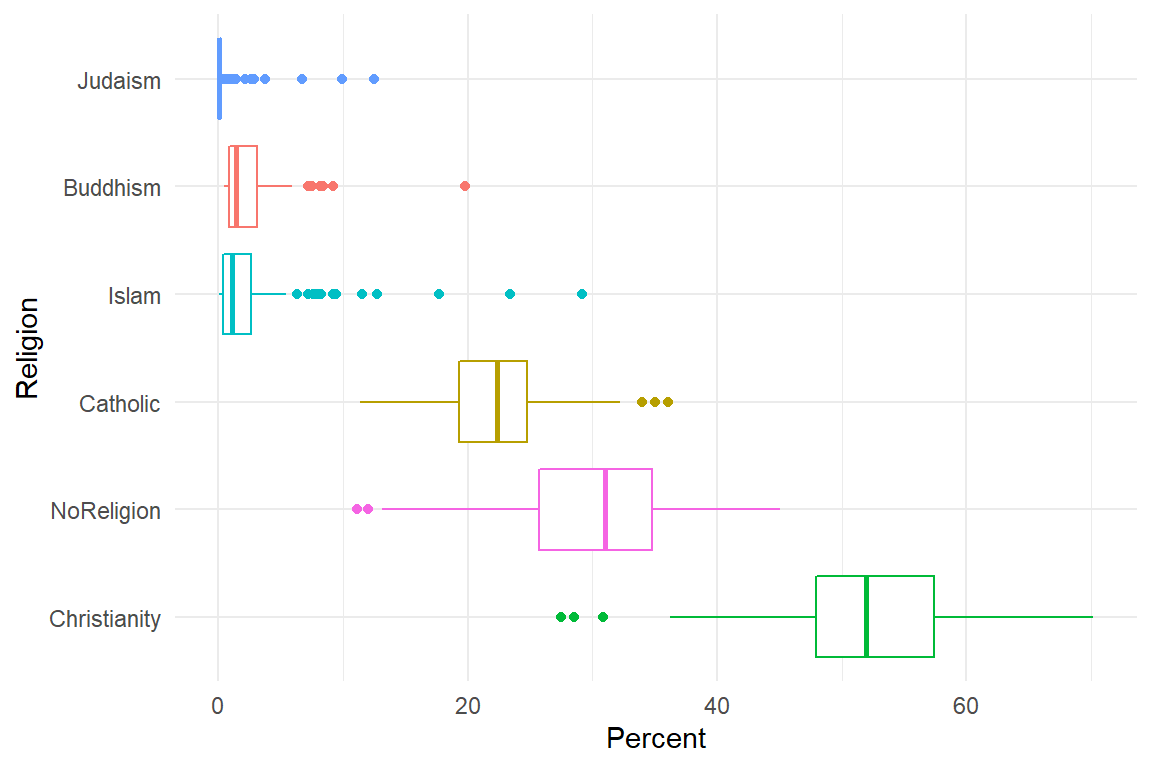 Religion
Judaism
Buddhism
Islam
Catholic
NoReligion
Christianity
0 20 40 60
Percent